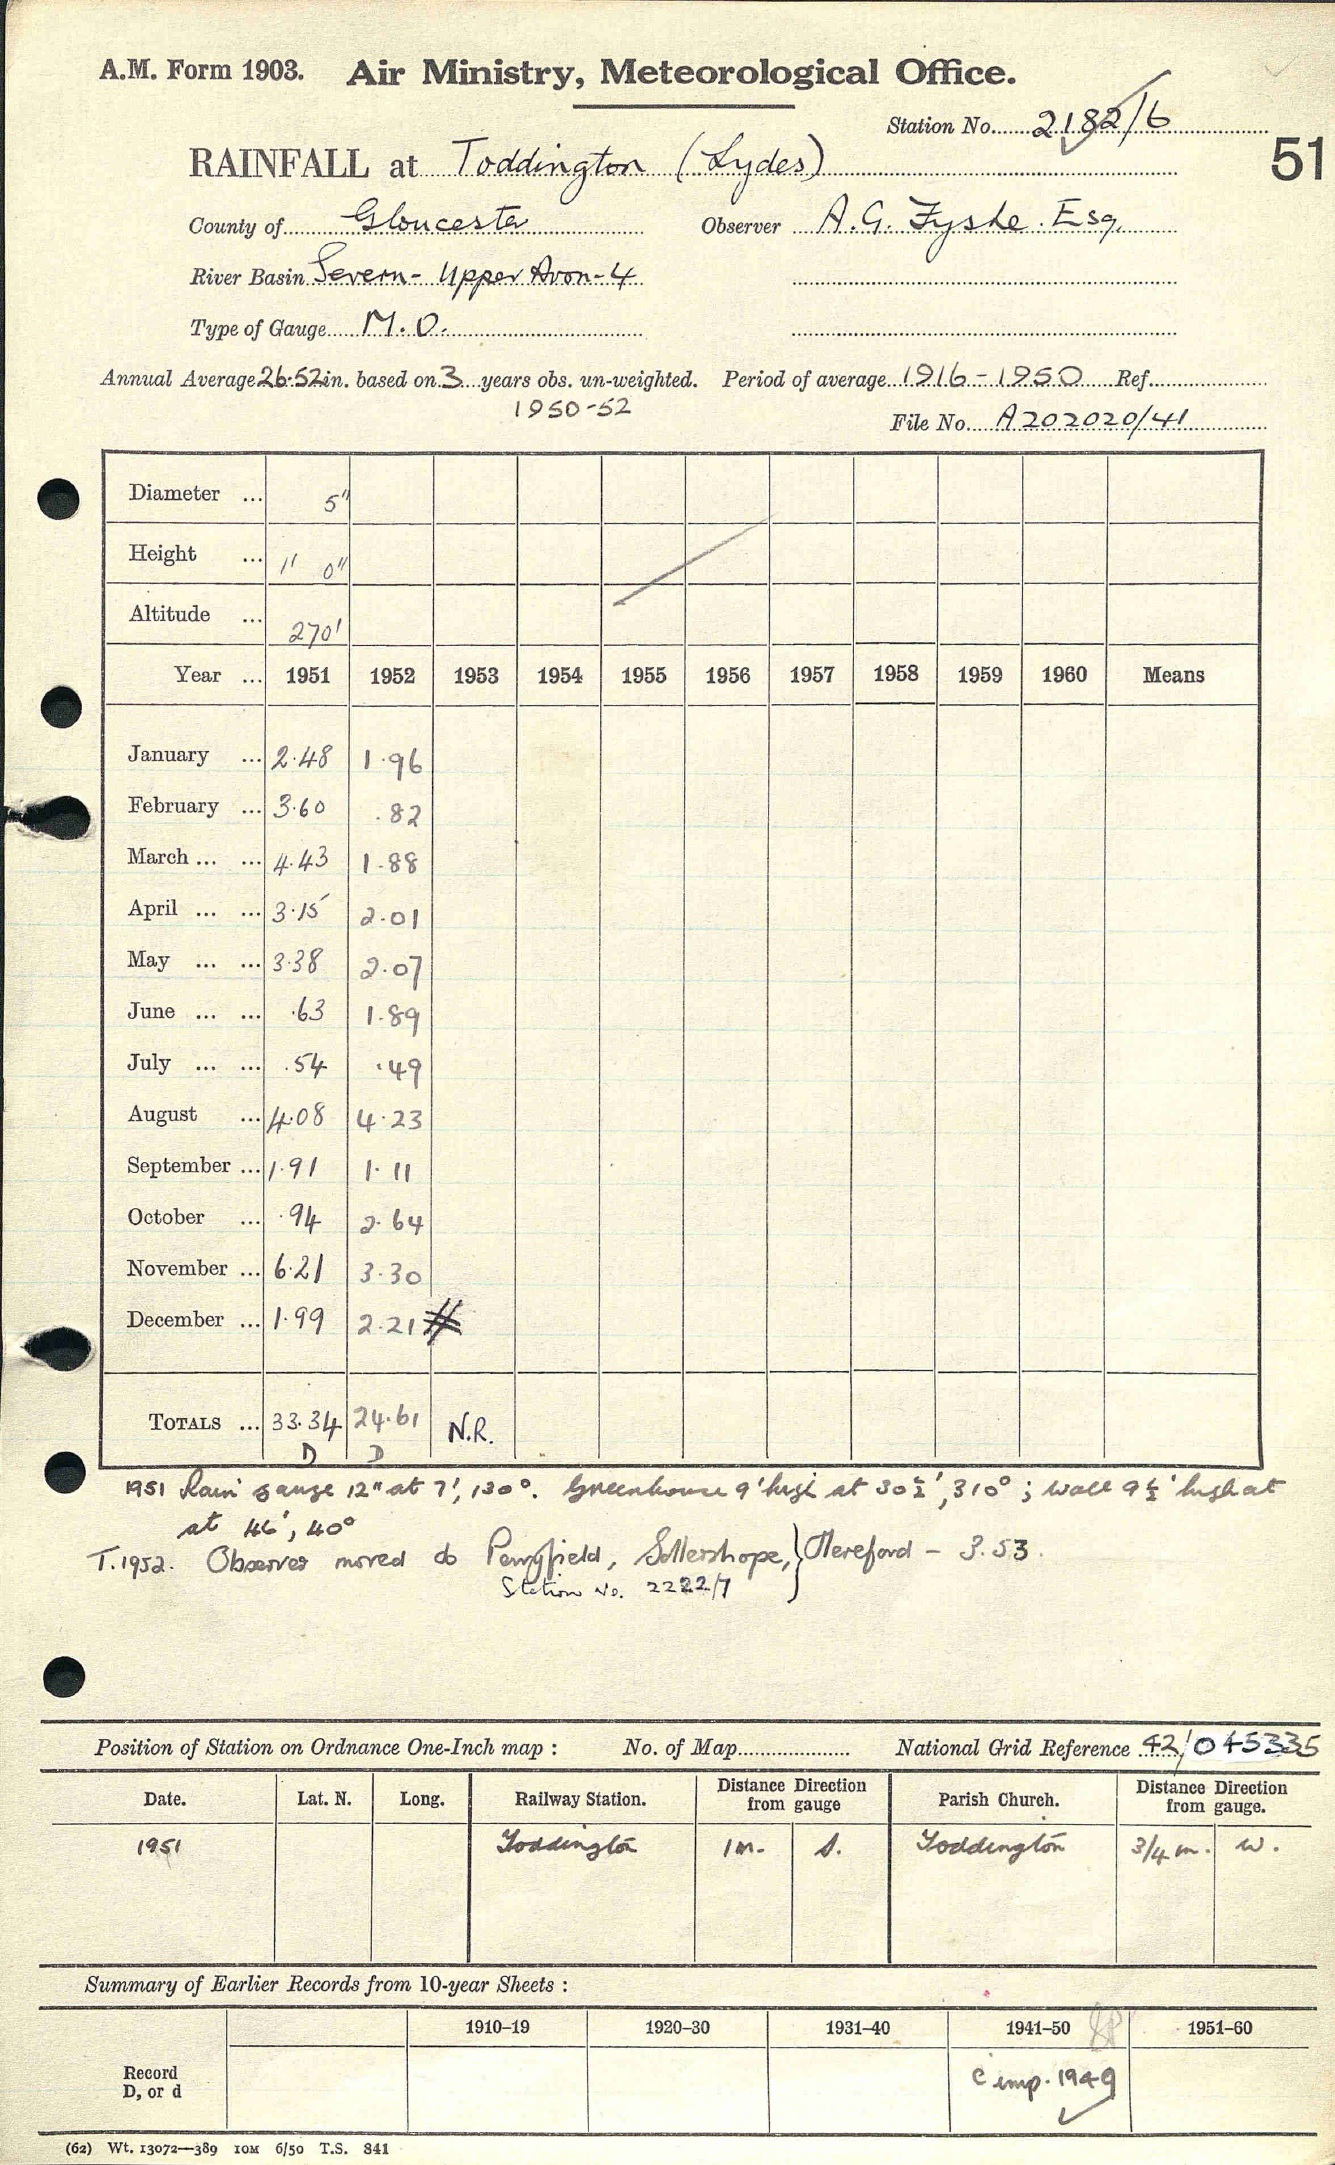 A.M. Form 1903. Air Ministry, Meteorological Office.
Station No. 2182/6
51
RAINFALL at Toddington (Lydes)
County of Gloucester Observer A.G. Fyshe. Esq.
River Basin Severn - Upper Avon - 4
Type of Gauge M.O.
Annual Average 26.52 in. based on 3 years obs. un-weighted. Period of average 1916-1950 Ref.
1950-52
File No. A202020/41
Diameter ... 5"
Height ... 1' 0"
Altitude ... 270'
Year ... 1951 1952 1953 1954 1955 1956 1957 1958 1959 1960 Means
January ... 2.48 1.96
February ... 3.60 .82
March ... ... 4.43 1.88
April ... ... 3.15 2.01
May ... ... 3.38 2.07
June ... ... .63 1.89
July ... ... .54 .49
August ... 4.08 4.23
September ... 1.91 1.11
October ... .94 2.64
November ... 6.21 3.30
December ... 1.99 2.21
TOTALS ... 33.34 24.61 N.R.
D D
1951 Rain gauge 12" at 7', 130°. Greenhouse 9' high at 30½', 310°; wall 9½' high at
at 46', 40°
T.1952. Observer moved to Sollershope, } Hereford - 3.53.
Station No. 2222/7
Position of Station on Ordnance One-Inch map : No. of Map National Grid Reference 42/045335
Date. Lat. N. Long. Railway Station. Distance Direction from gauge Parish Church. Distance Direction from gauge.
1951 Toddington 1m. S. Toddington 3/4 m. W.
Summary of Earlier Records from 10-year Sheets :
1910-19 1920-30 1931-40 1941-50 1951-60
Record
D, or d
c imp. 1949
(62) Wt. 13072—389 10M 6/50 T.S. 841